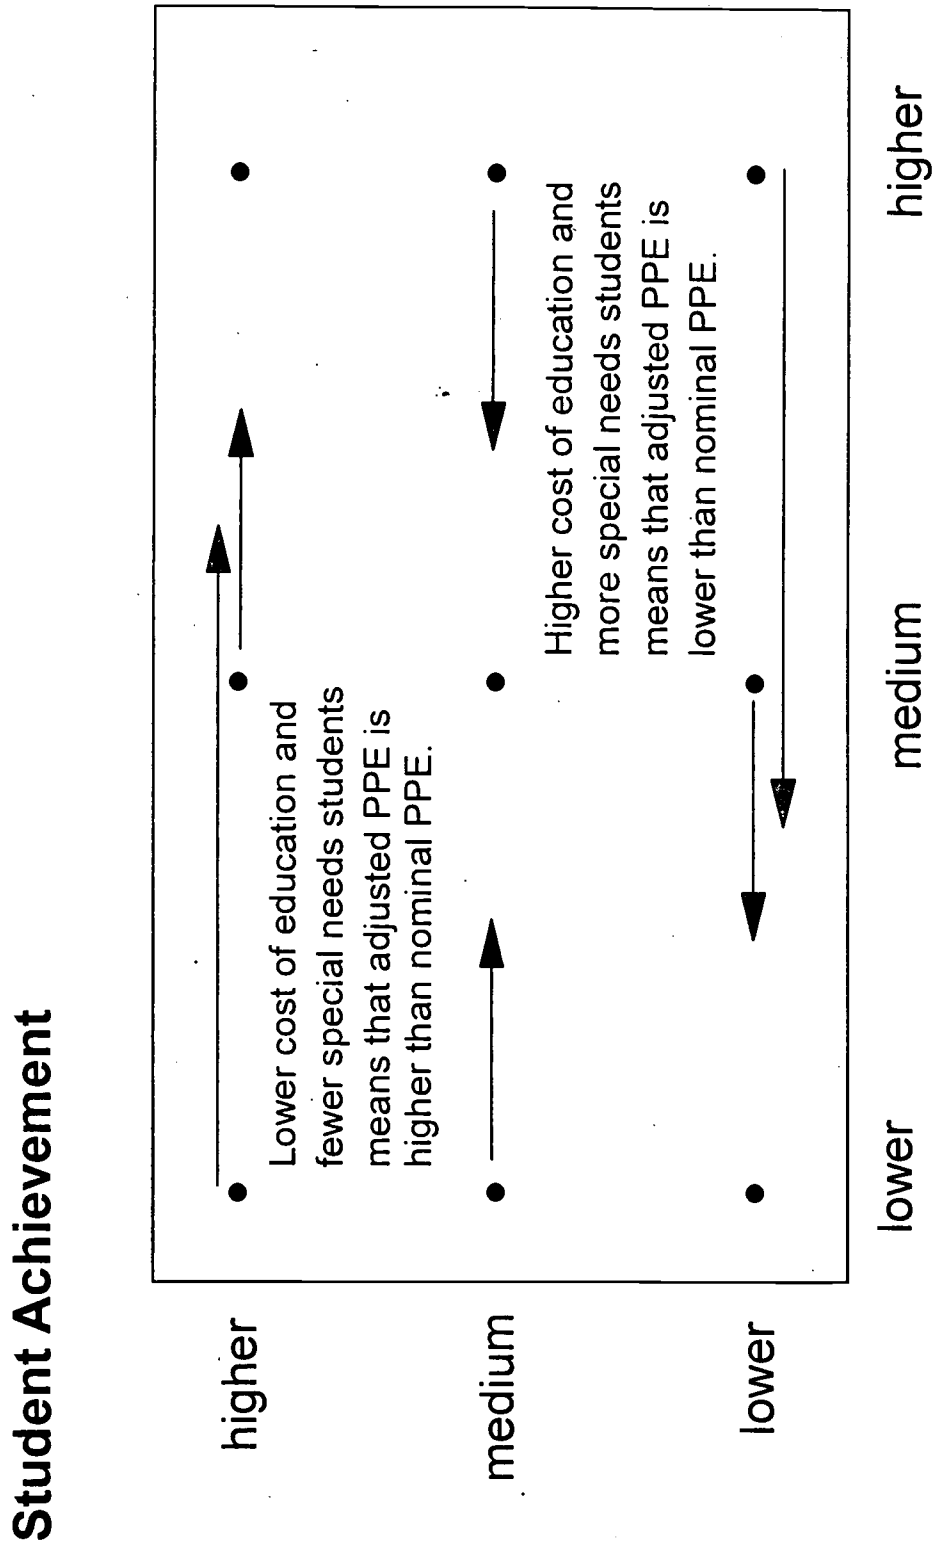 Student Achievement
higher
Lower cost of education and
fewer special needs students
means that adjusted PPE is
higher than nominal PPE.
medium
Higher cost of education and
more special needs students
means that adjusted PPE is
lower than nominal PPE.
lower
lower
medium
higher